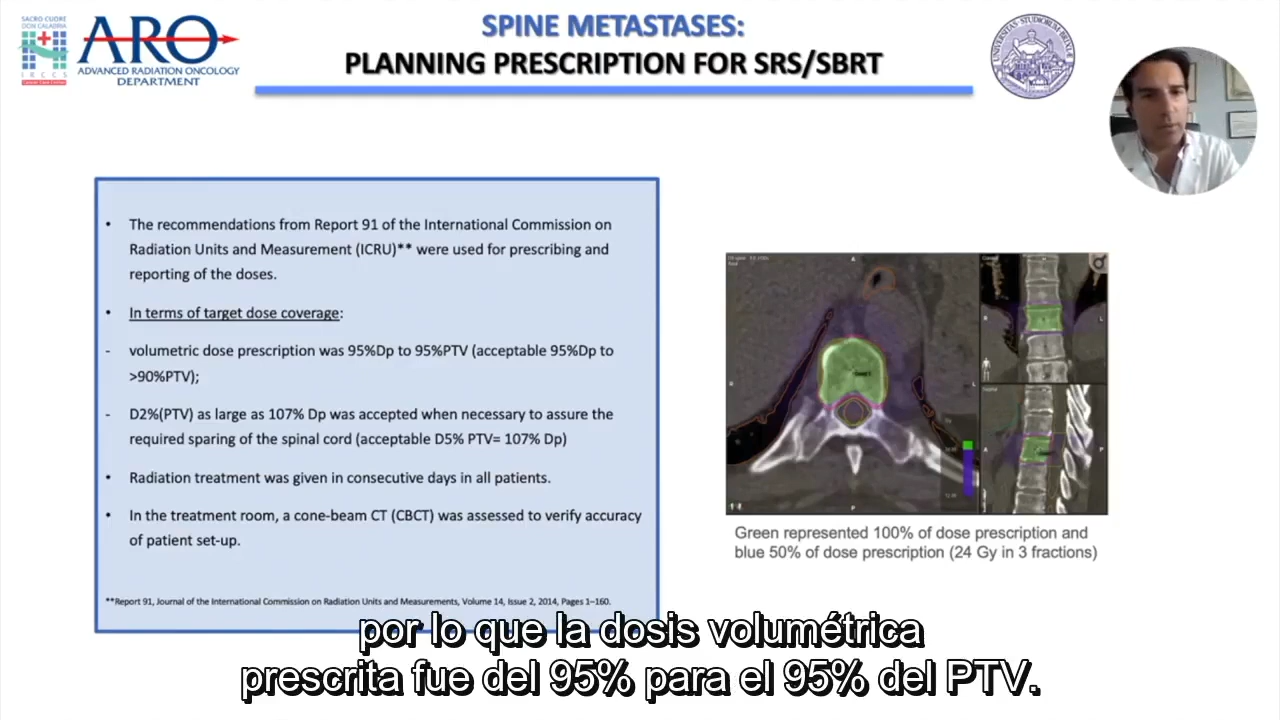 SACRO CUORE
DON CALABRIA
I R C C S
ARO
ADVANCED RADIATION ONCOLOGY
DEPARTMENT
SPINE METASTASES:
PLANNING PRESCRIPTION FOR SRS/SBRT
• The recommendations from Report 91 of the International Commission on
Radiation Units and Measurement (ICRU)** were used for prescribing and
reporting of the doses.
• In terms of target dose coverage:
- volumetric dose prescription was 95%Dp to 95%PTV (acceptable 95%Dp to
>90%PTV);
- D2%(PTV) as large as 107% Dp was accepted when necessary to assure the
required sparing of the spinal cord (acceptable D5% PTV= 107% Dp)
• Radiation treatment was given in consecutive days in all patients.
• In the treatment room, a cone-beam CT (CBCT) was assessed to verify accuracy
of patient set-up.
**Report 91, Journal of the International Commission on Radiation Units and Measurements, Volume 14, Issue 2, 2014, Pages 1–160.
Green represented 100% of dose prescription and
blue 50% of dose prescription (24 Gy in 3 fractions)
por lo que la dosis volumétrica
prescrita fue del 95% para el 95% del PTV.